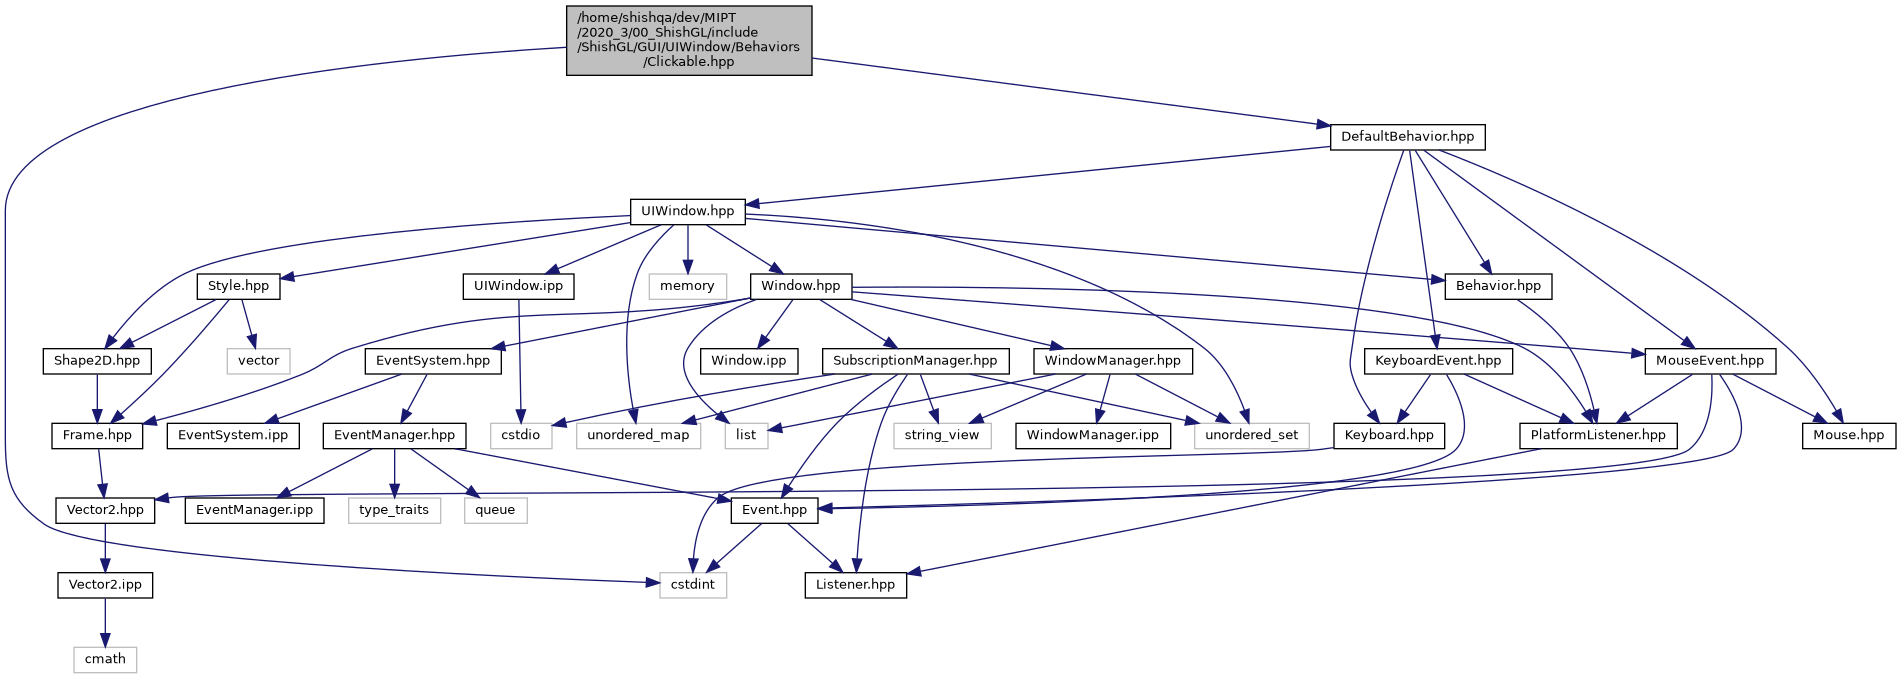 /home/shishqa/dev/MIPT
/2020_3/00_ShishGL/include
/ShishGL/GUI/UIWindow/Behaviors
/Clickable.hpp
DefaultBehavior.hpp
UIWindow.hpp
Style.hpp
UIWindow.ipp
memory
Window.hpp
Behavior.hpp
Shape2D.hpp
vector
EventSystem.hpp
Window.ipp
SubscriptionManager.hpp
WindowManager.hpp
KeyboardEvent.hpp
MouseEvent.hpp
Frame.hpp
EventSystem.ipp
EventManager.hpp
cstdio
unordered_map
list
string_view
WindowManager.ipp
unordered_set
Keyboard.hpp
PlatformListener.hpp
Mouse.hpp
Vector2.hpp
EventManager.ipp
type_traits
queue
Event.hpp
Vector2.ipp
cstdint
Listener.hpp
cmath